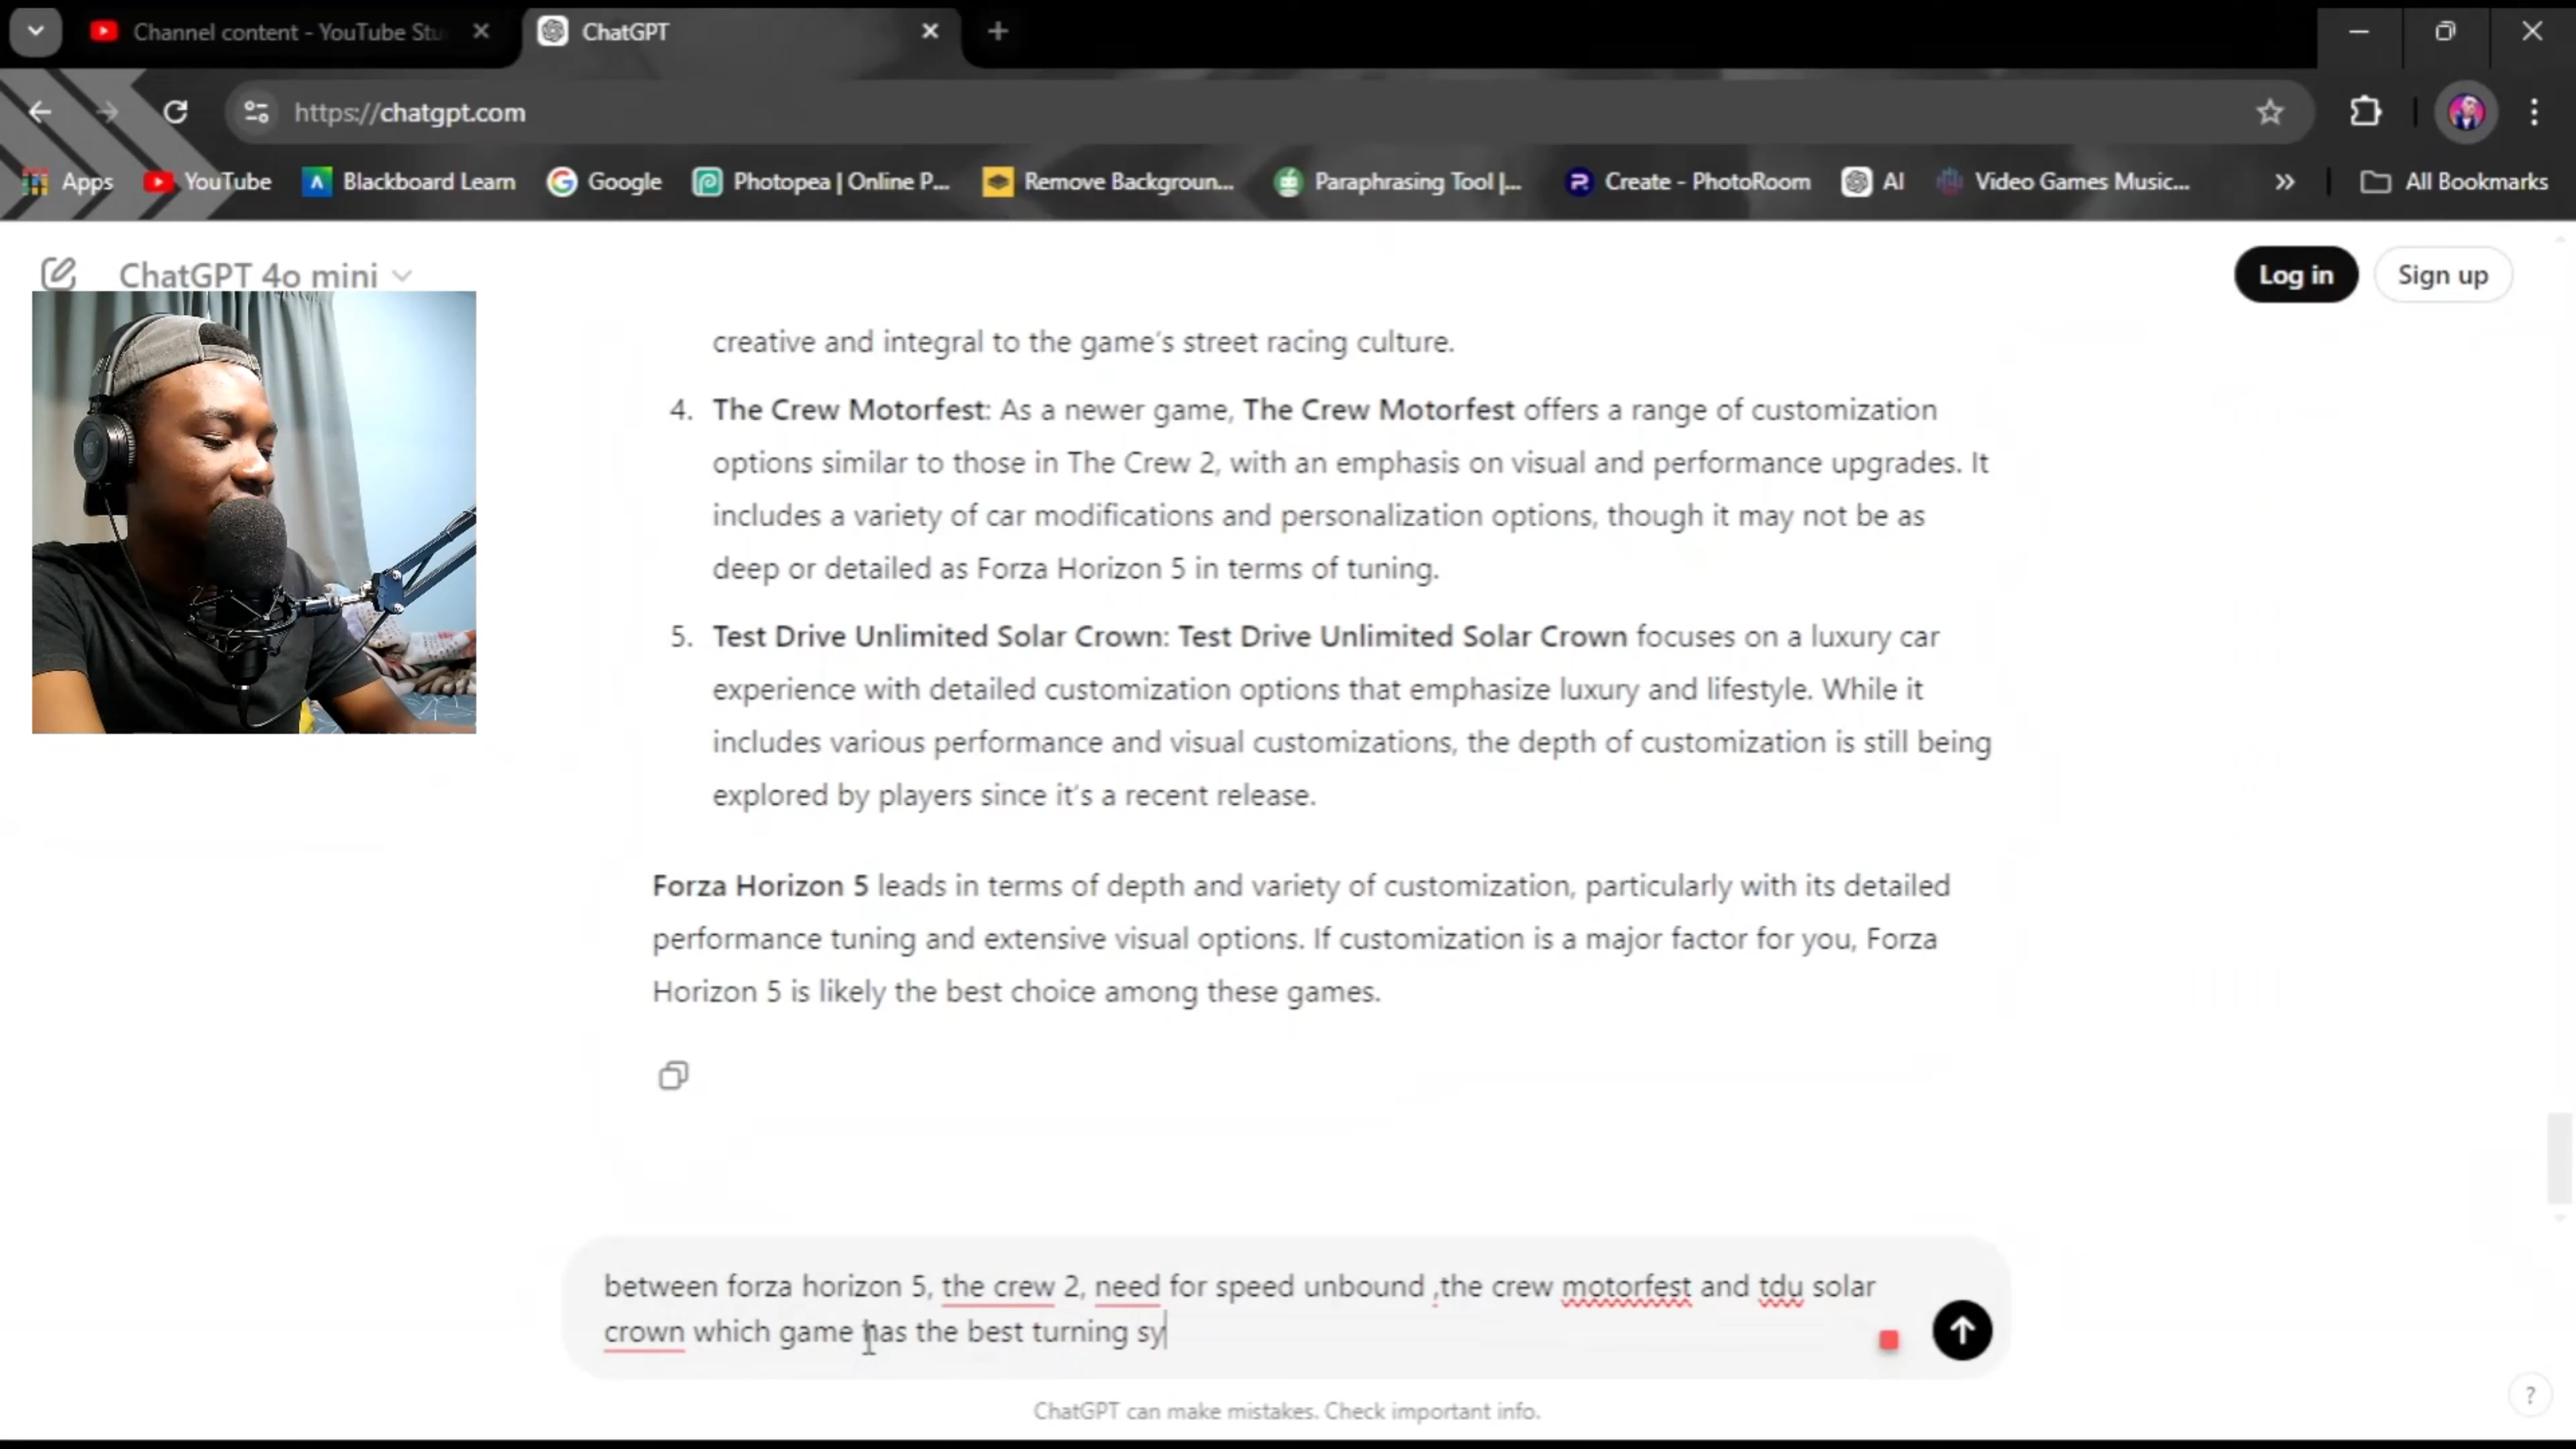 Channel content - YouTube Stu
ChatGPT
https://chatgpt.com
Apps YouTube Blackboard Learn Google Photopea | Online P... Remove Backgroun... Paraphrasing Tool |... Create - PhotoRoom AI Video Games Music... » All Bookmarks
ChatGPT 4o mini
Log in Sign up
creative and integral to the game's street racing culture.
4. The Crew Motorfest: As a newer game, The Crew Motorfest offers a range of customization
options similar to those in The Crew 2, with an emphasis on visual and performance upgrades. It
includes a variety of car modifications and personalization options, though it may not be as
deep or detailed as Forza Horizon 5 in terms of tuning.
5. Test Drive Unlimited Solar Crown: Test Drive Unlimited Solar Crown focuses on a luxury car
experience with detailed customization options that emphasize luxury and lifestyle. While it
includes various performance and visual customizations, the depth of customization is still being
explored by players since it's a recent release.
Forza Horizon 5 leads in terms of depth and variety of customization, particularly with its detailed
performance tuning and extensive visual options. If customization is a major factor for you, Forza
Horizon 5 is likely the best choice among these games.
between forza horizon 5, the crew 2, need for speed unbound ,the crew motorfest and tdu solar
crown which game has the best turning sy
ChatGPT can make mistakes. Check important info.
?